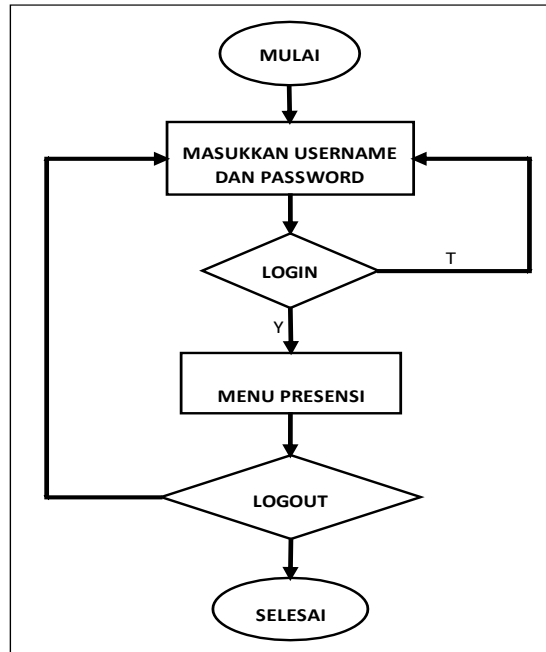 MULAI
MASUKKAN USERNAME
DAN PASSWORD
LOGIN
T
Y
MENU PRESENSI
LOGOUT
SELESAI